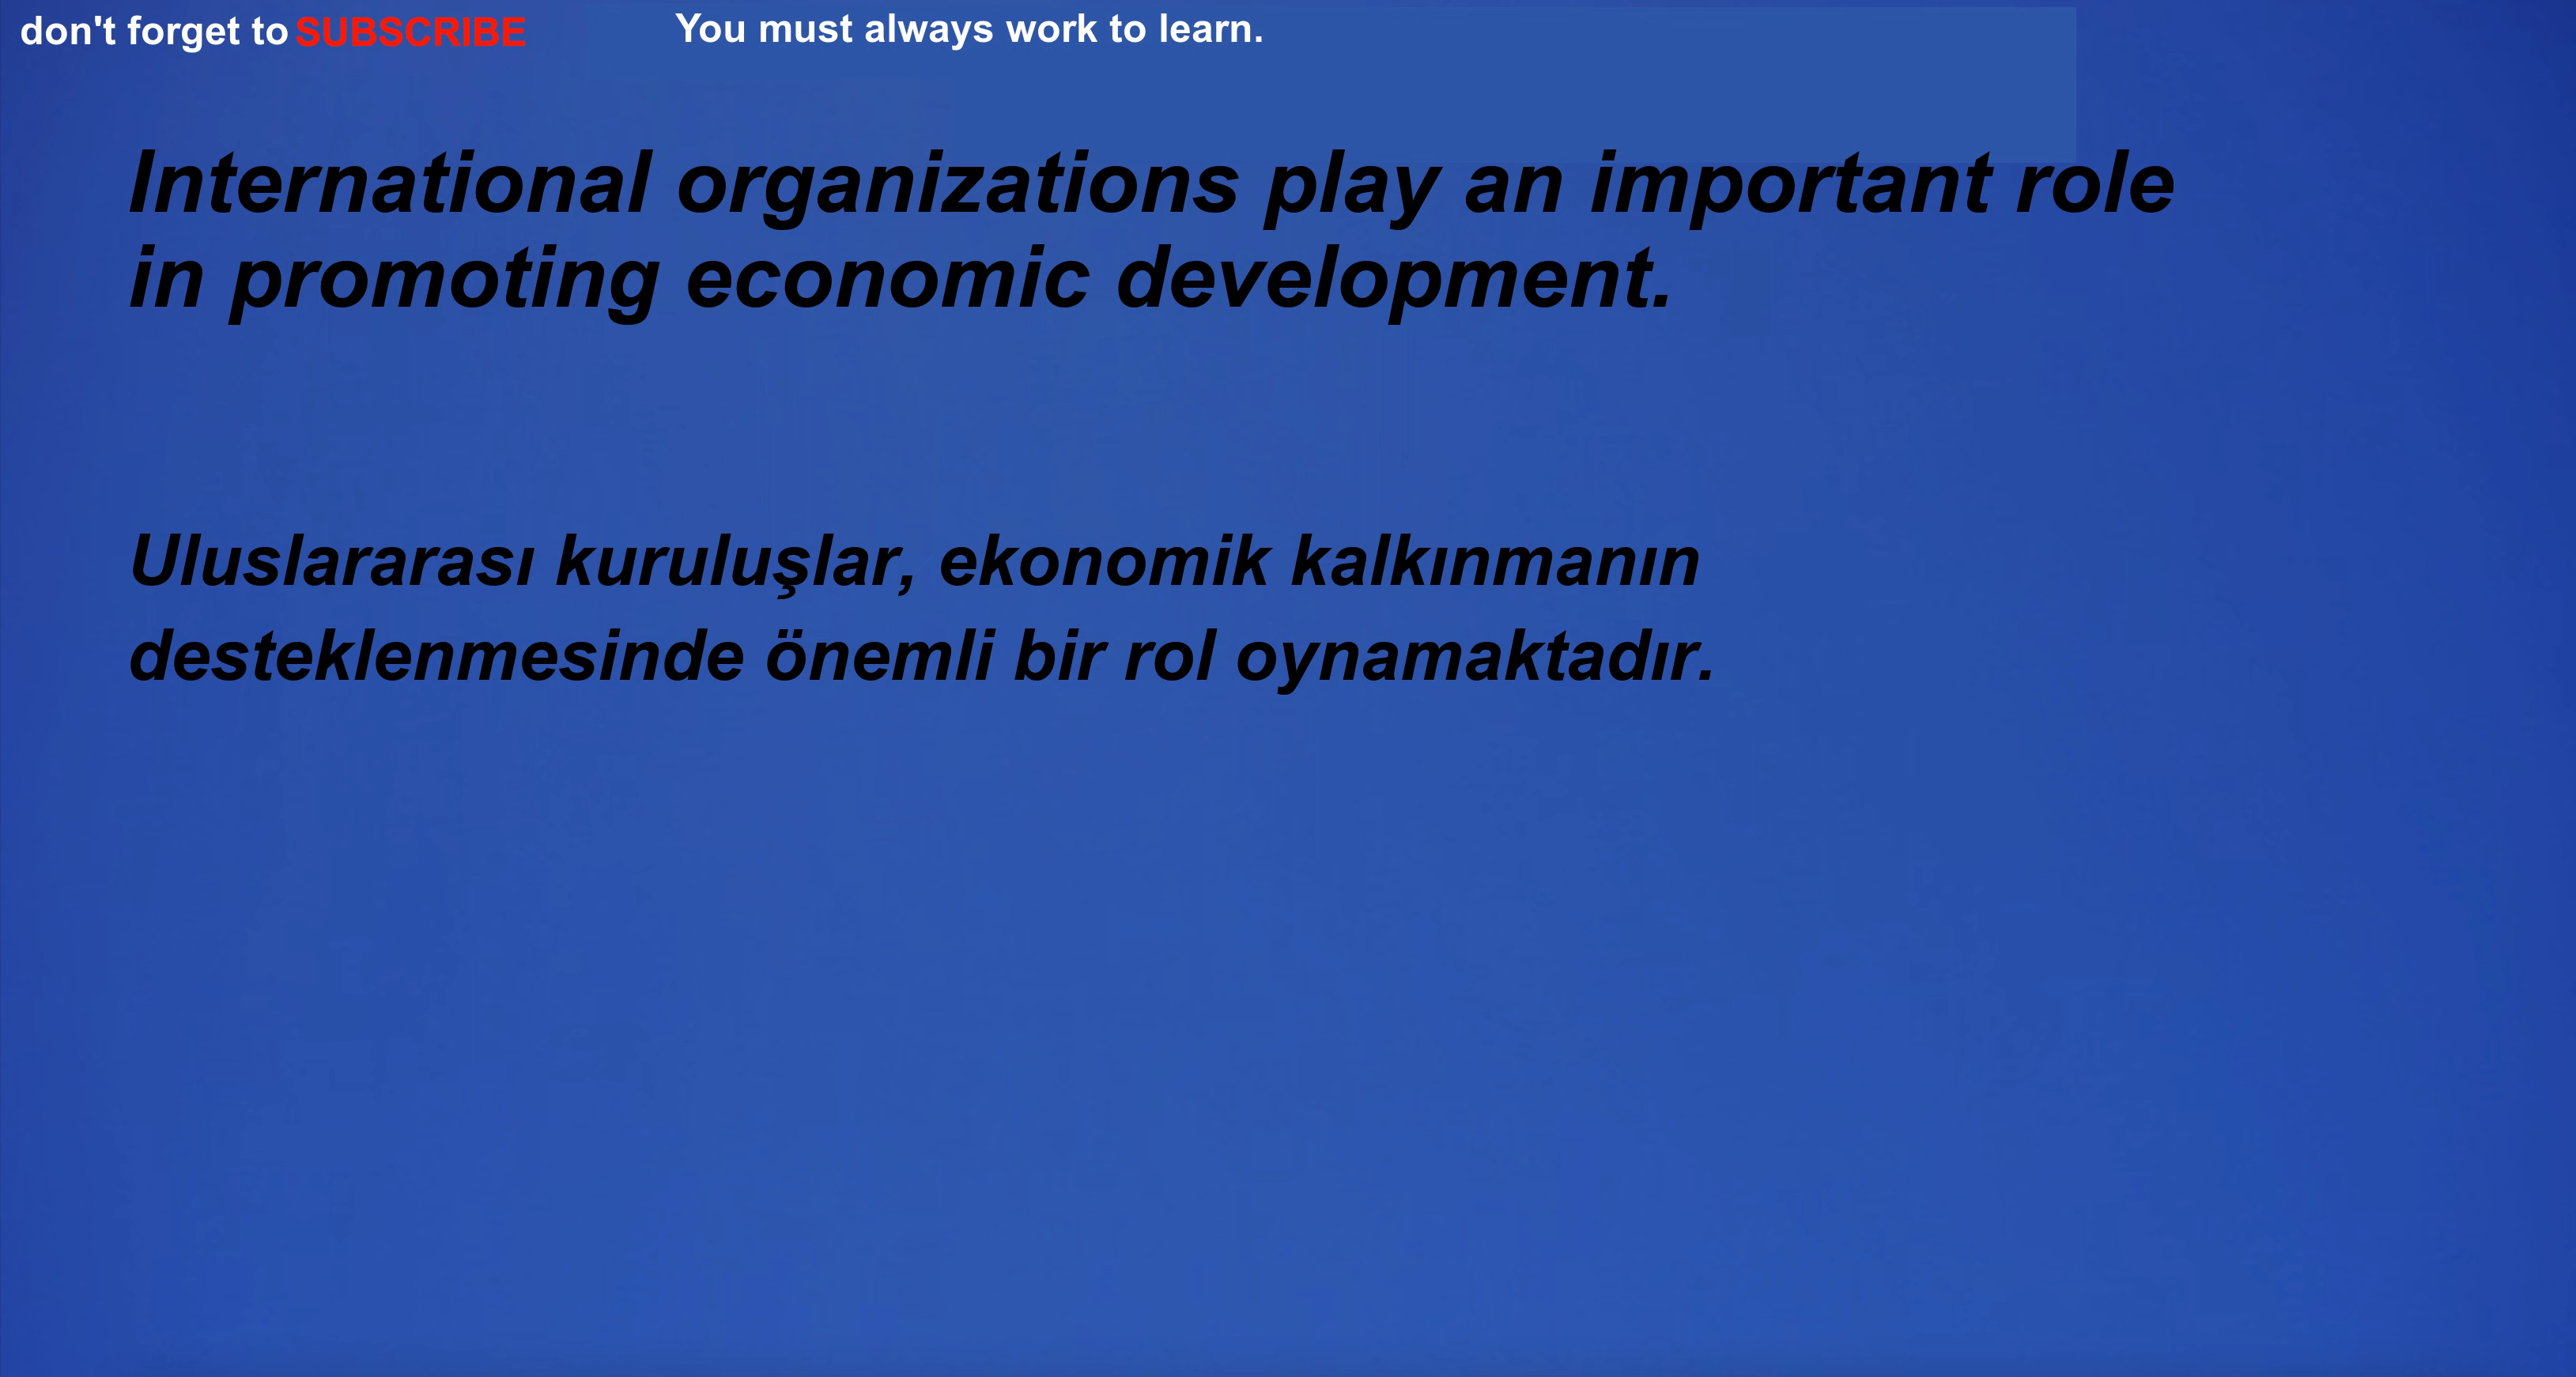 don't forget to SUBSCRIBE
You must always work to learn.
International organizations play an important role
in promoting economic development.
Uluslararası kuruluşlar, ekonomik kalkınmanın
desteklenmesinde önemli bir rol oynamaktadır.